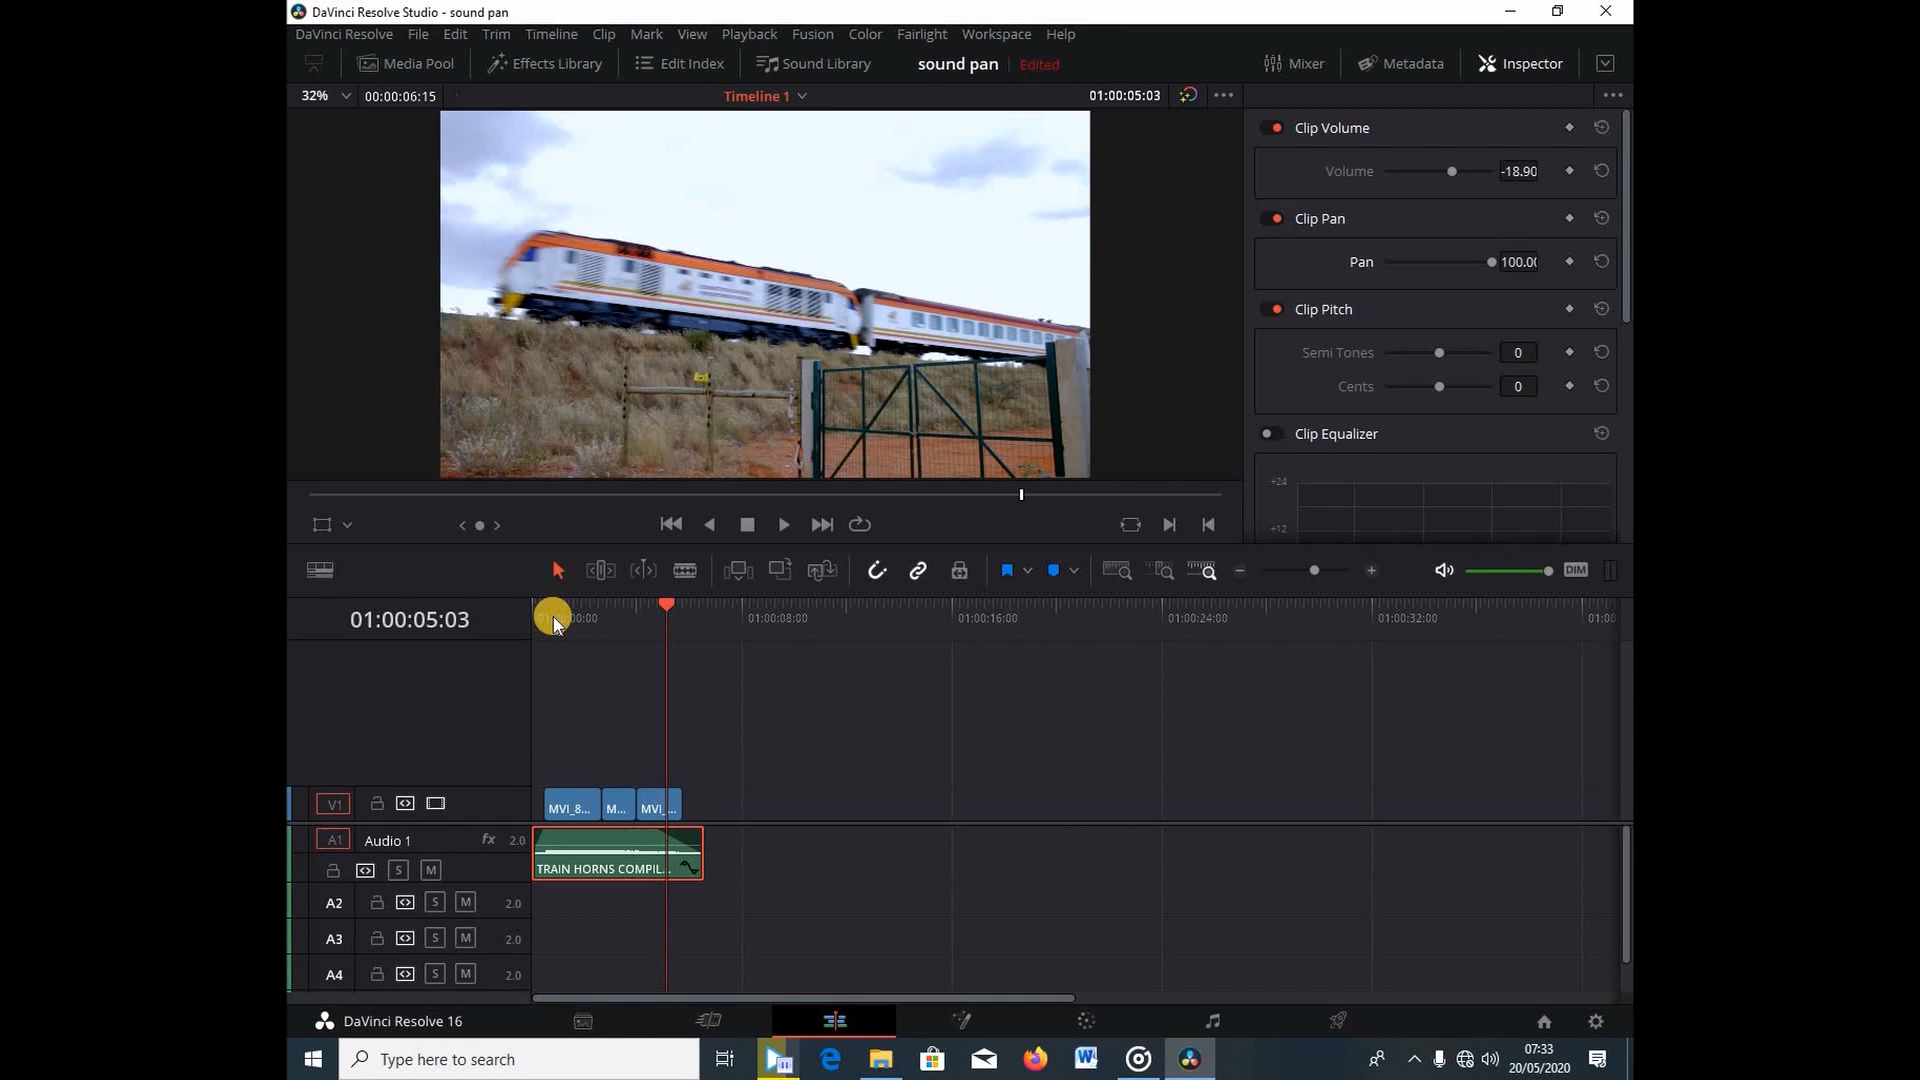 DaVinci Resolve Studio - sound pan
DaVinci Resolve File Edit Trim Timeline Clip Mark View Playback Fusion Color Fairlight Workspace Help
Media Pool Effects Library Edit Index Sound Library sound pan Edited Mixer Metadata Inspector
32% 00:00:06:15 Timeline 1 01:00:05:03
Clip Volume
Volume -18.90
Clip Pan
Pan 100.00
Clip Pitch
Semi Tones 0
Cents 0
Clip Equalizer
+24
+12
DIM
01:00:05:03
01:00:08:00 01:00:16:00 01:00:24:00 01:00:32:00 01:00
V1 MVI_8... M... MVI_...
A1 Audio 1 fx 2.0
S M TRAIN HORNS COMPIL...
A2 S M 2.0
A3 S M 2.0
A4 S M 2.0
DaVinci Resolve 16
Type here to search
07:33
20/05/2020